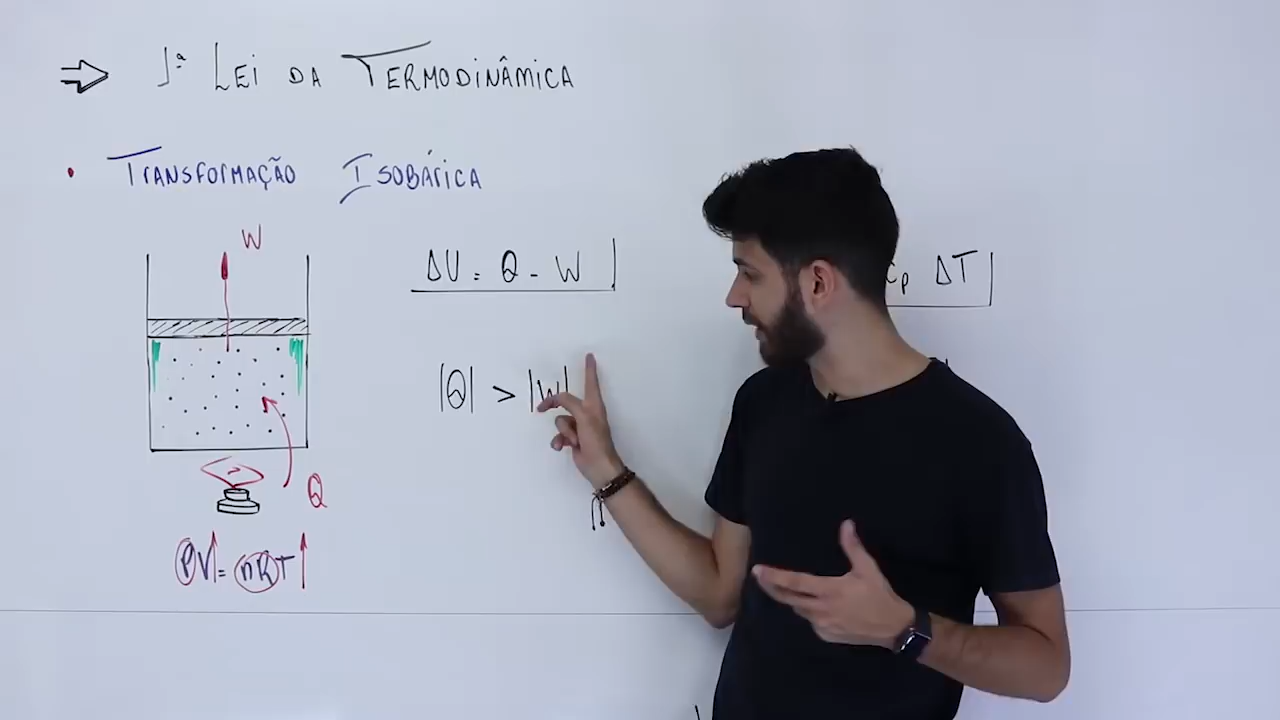 ⇒ 1ª LEI DA TERMODINÂMICA
• TRANSFORMAÇÃO ISOBÁRICA
W
ΔU = Q - W
Cp ΔT
|Q| > |W|
Q
PV↑ = nRT↑